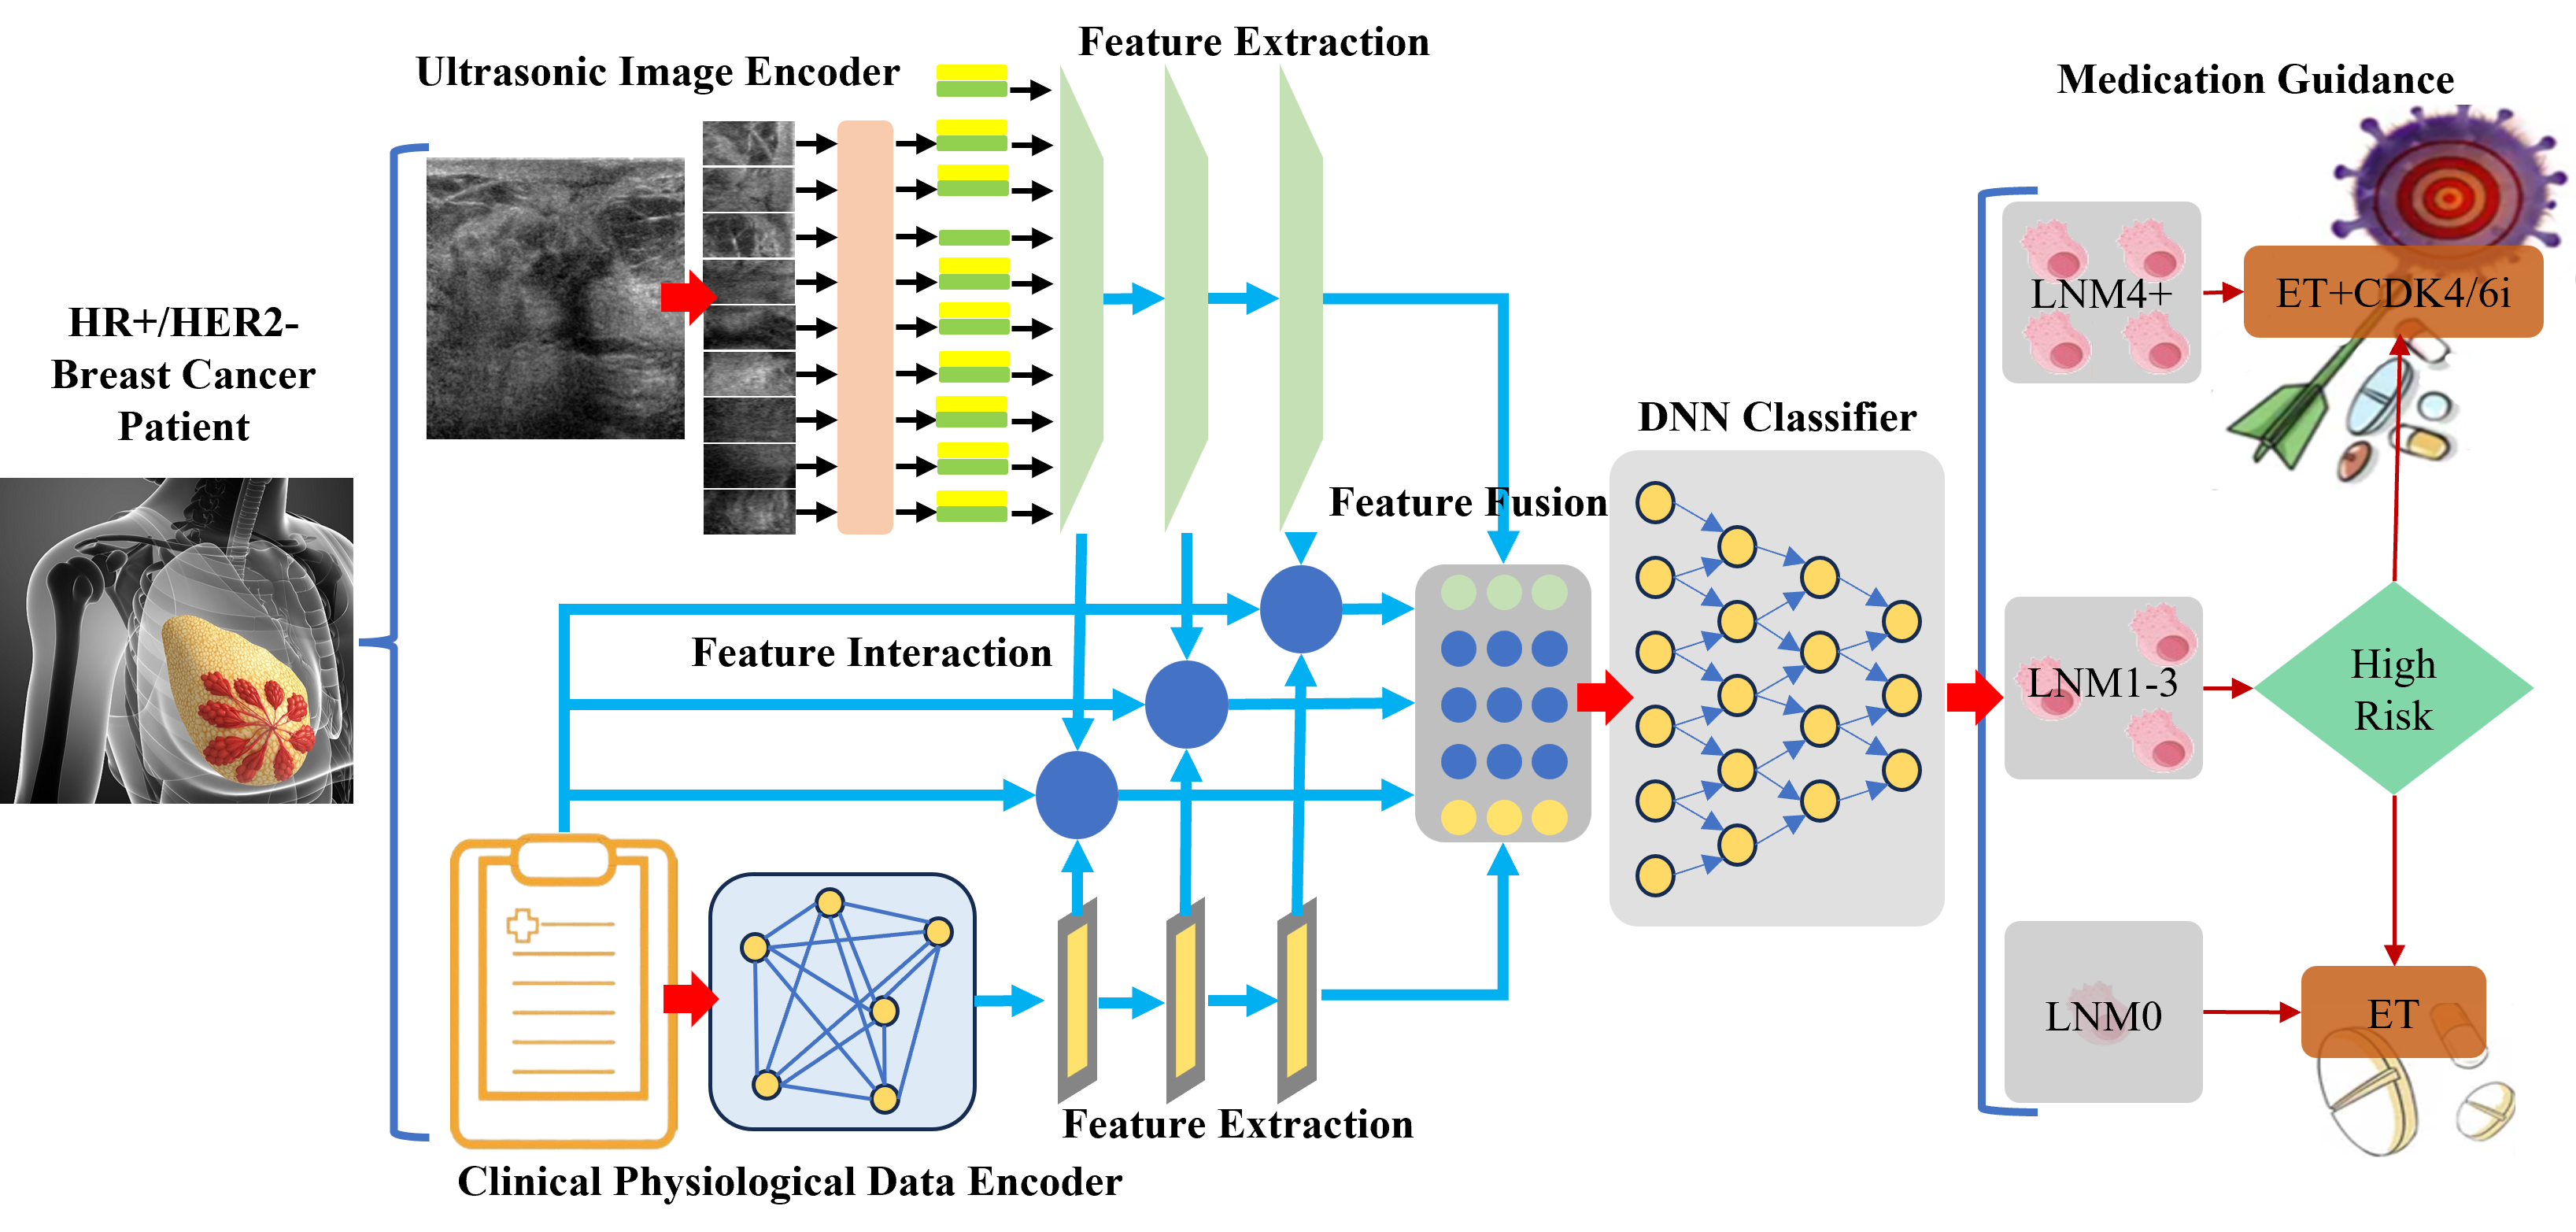 Feature Extraction
Ultrasonic Image Encoder
Medication Guidance
HR+/HER2-
Breast Cancer
Patient
LNM4+
ET+CDK4/6i
DNN Classifier
Feature Fusion
Feature Interaction
LNM1-3
High
Risk
LNM0
ET
Feature Extraction
Clinical Physiological Data Encoder